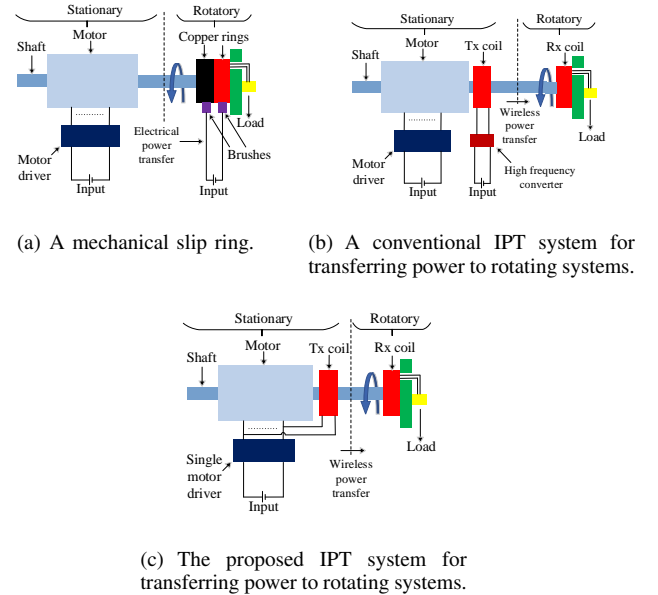 Stationary
Rotatory
Motor
Copper rings
Shaft
Load
Electrical
power
transfer
Brushes
Motor
driver
Input
Input
(a) A mechanical slip ring.
Stationary
Rotatory
Motor
Tx coil
Rx coil
Shaft
Wireless
power
transfer
Load
Motor
driver
High frequency
converter
Input
Input
(b) A conventional IPT system for
transferring power to rotating systems.
Stationary
Rotatory
Motor
Tx coil
Rx coil
Shaft
Load
Single
motor
driver
Wireless
power
transfer
Input
(c) The proposed IPT system for
transferring power to rotating systems.